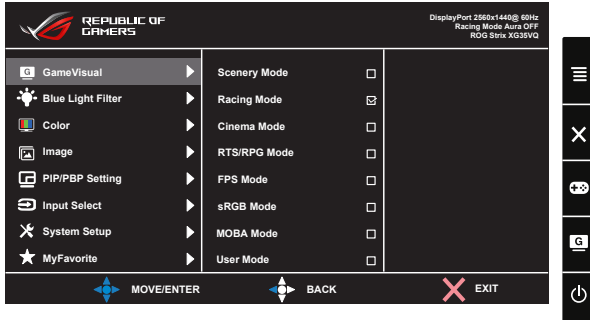 REPUBLIC OF
GAMERS
DisplayPort 2560x1440@ 60Hz
Racing Mode Aura OFF
ROG Strix XG35VQ
G GameVisual
Blue Light Filter
Color
Image
PIP/PBP Setting
Input Select
System Setup
MyFavorite
Scenery Mode
Racing Mode
Cinema Mode
RTS/RPG Mode
FPS Mode
sRGB Mode
MOBA Mode
User Mode
MOVE/ENTER
BACK
EXIT
G